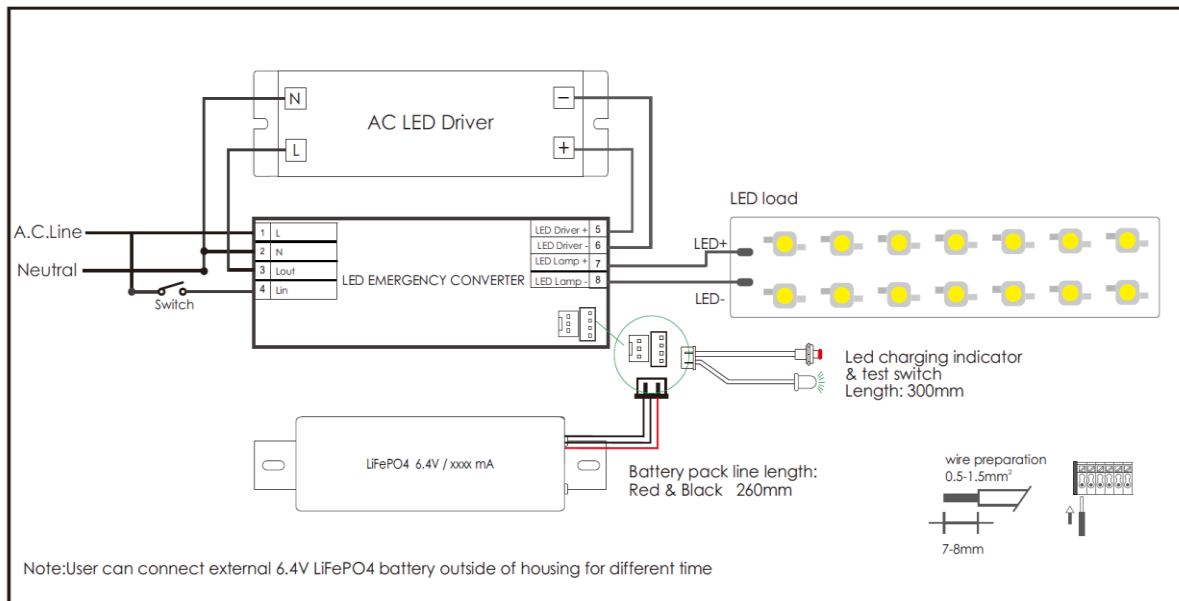 N
AC LED Driver
−
L
+
A.C.Line
Neutral
Switch
1 L
2 N
3 Lout
4 Lin
LED EMERGENCY CONVERTER
LED Driver + 5
LED Driver - 6
LED Lamp + 7
LED Lamp - 8
LED load
LED+
LED-
Led charging indicator
& test switch
Length: 300mm
LiFePO4 6.4V / xxxx mA
Battery pack line length:
Red & Black 260mm
wire preparation
0.5-1.5mm²
7-8mm
Note:User can connect external 6.4V LiFePO4 battery outside of housing for different time